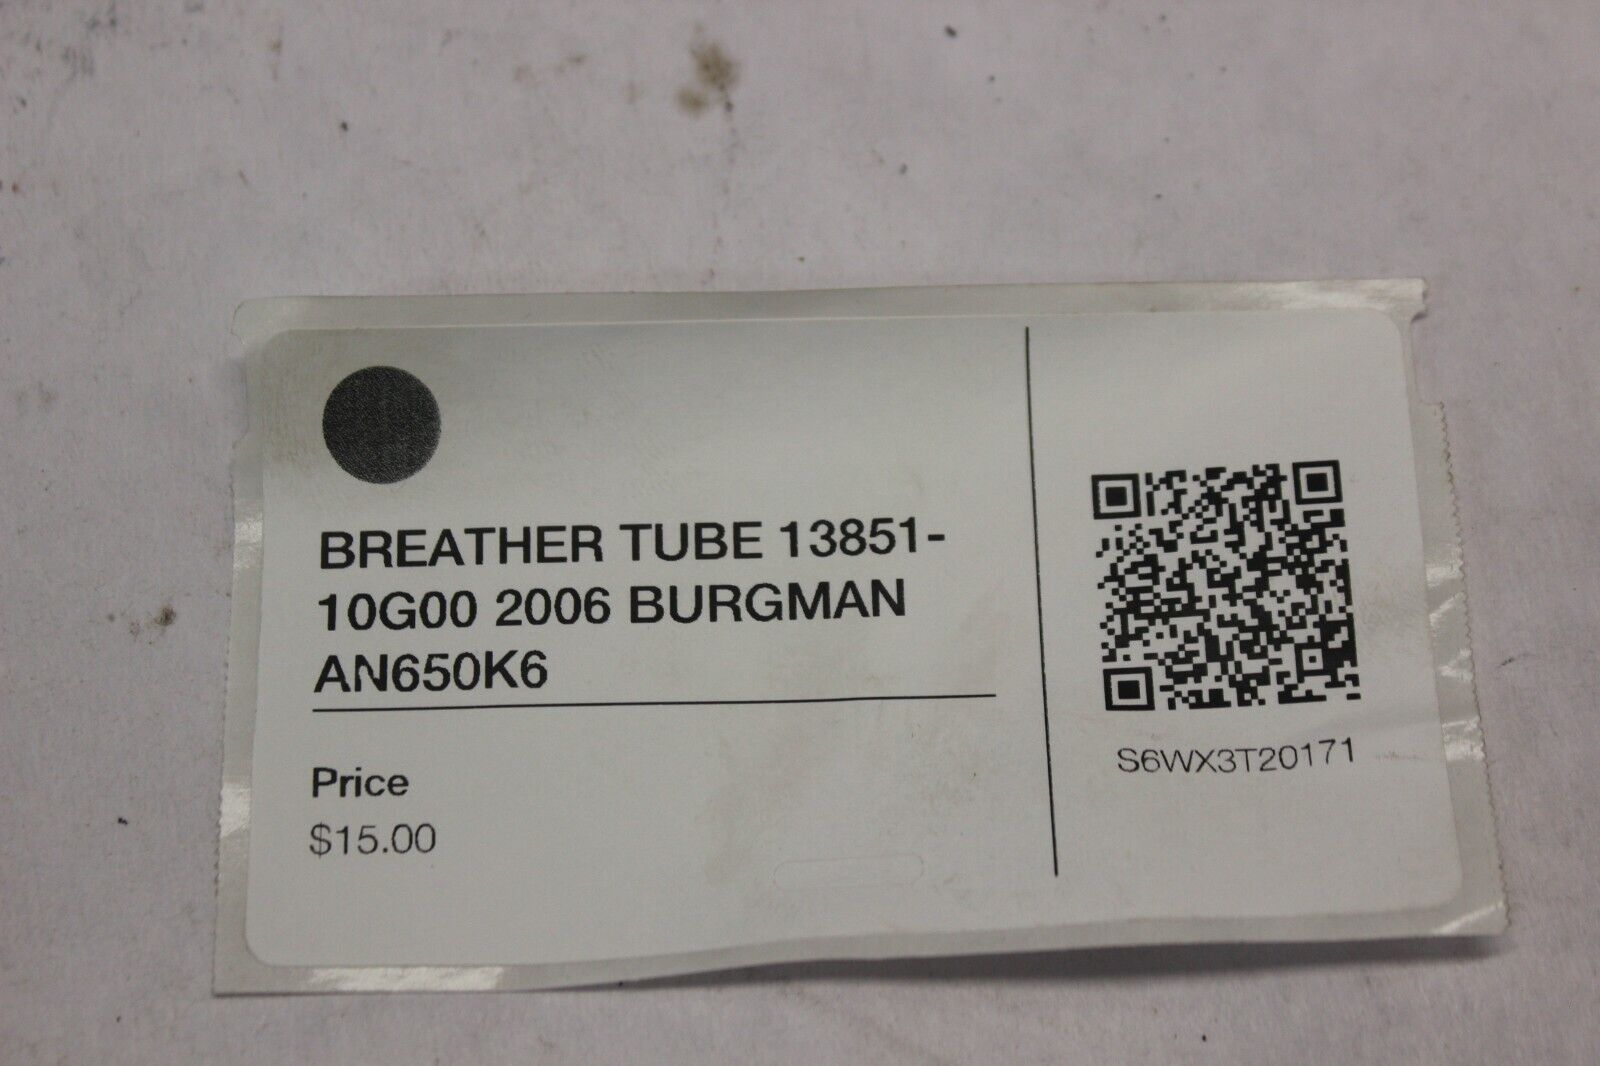 BREATHER TUBE 13851-
10G00 2006 BURGMAN
AN650K6
Price
$15.00
S6WX3T20171